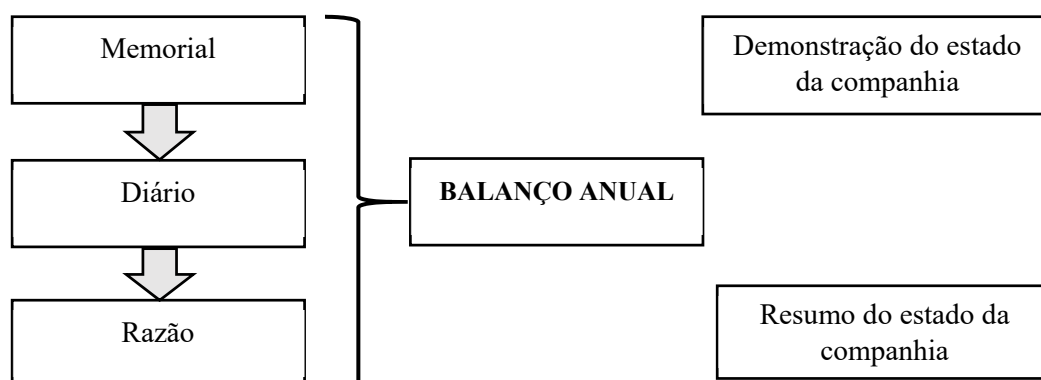 Memorial
Diário
Razão
BALANÇO ANUAL
Demonstração do estado
da companhia
Resumo do estado da
companhia